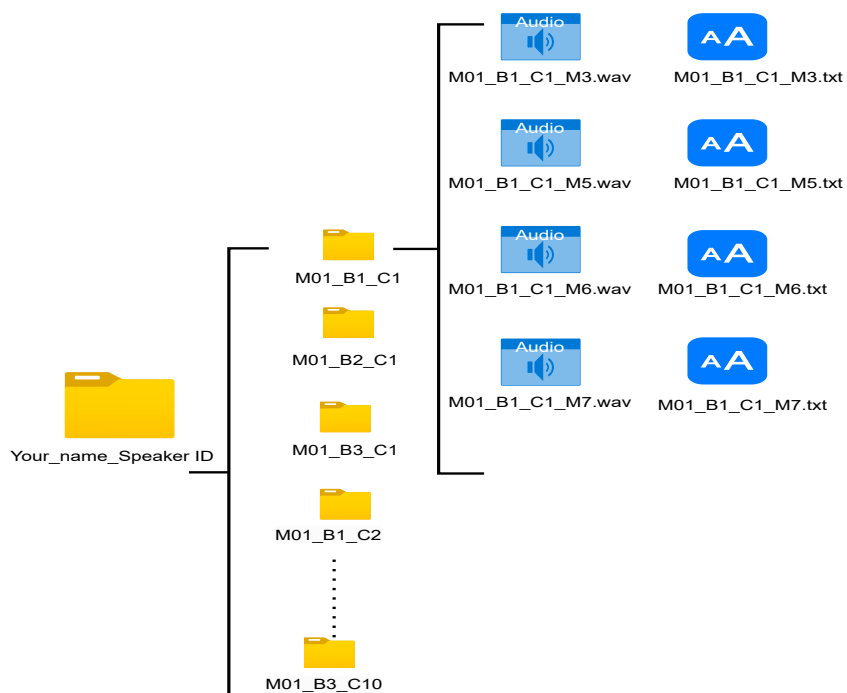 Audio
AA
M01_B1_C1_M3.wav
M01_B1_C1_M3.txt
Audio
AA
M01_B1_C1_M5.wav
M01_B1_C1_M5.txt
Audio
AA
M01_B1_C1
M01_B1_C1_M6.wav
M01_B1_C1_M6.txt
M01_B2_C1
Audio
AA
M01_B1_C1_M7.wav
M01_B1_C1_M7.txt
Your_name_Speaker ID
M01_B3_C1
M01_B1_C2
M01_B3_C10